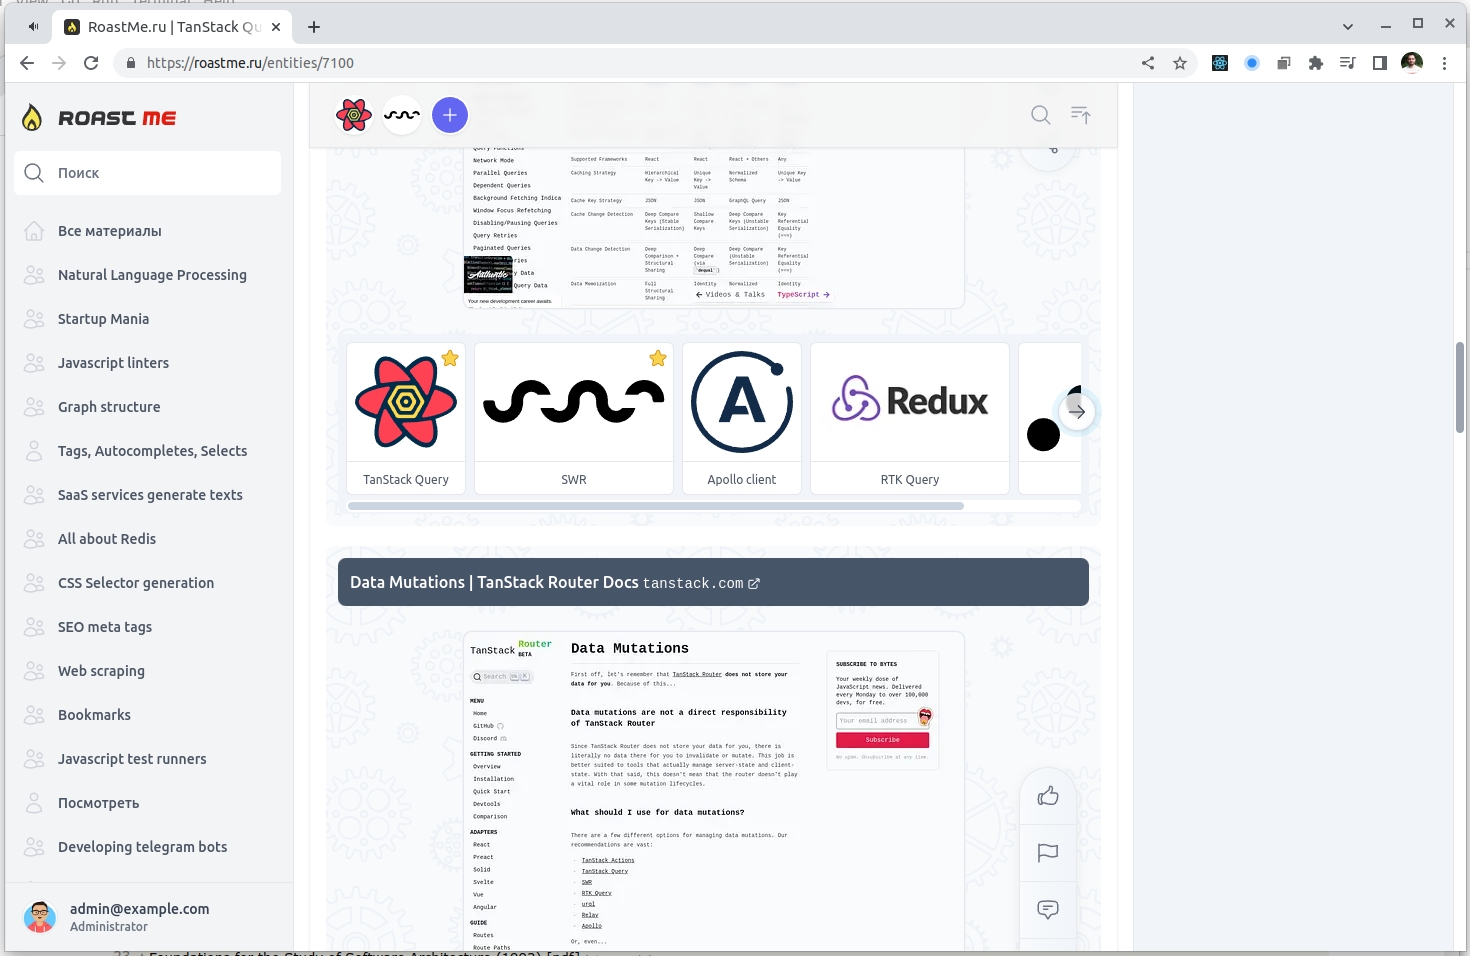 RoastMe.ru | TanStack Qu
https://roastme.ru/entities/7100
ROAST ME
Поиск
Все материалы
Natural Language Processing
Startup Mania
Javascript linters
Graph structure
Tags, Autocompletes, Selects
SaaS services generate texts
All about Redis
CSS Selector generation
SEO meta tags
Web scraping
Bookmarks
Javascript test runners
Посмотреть
Developing telegram bots
admin@example.com
Administrator
Query Functions
Network Mode
Parallel Queries
Dependent Queries
Background Fetching Indica
Window Focus Refetching
Disabling/Pausing Queries
Query Retries
Paginated Queries
Your new development career awaits.
Supported Frameworks React React React + Others Any
Caching Strategy Hierarchical Key -> Value Unique Key -> Value Normalized Schema Unique Key -> Value
Cache Key Strategy JSON JSON GraphQL Query JSON
Cache Change Detection Deep Compare Keys (Stable Serialization) Shallow Compare Keys Deep Compare Keys (Unstable Serialization) Key Referential Equality (===)
Data Change Detection Deep Comparison + Structural Sharing Deep Compare (via `dequal`) Deep Compare (Unstable Serialization) Key Referential Equality (===)
Data Memoization Full Structural Sharing Identity Normalized Identity
← Videos & Talks TypeScript →
TanStack Query
SWR
Apollo client
Redux
RTK Query
Data Mutations | TanStack Router Docs tanstack.com
TanStack Router
BETA
Search
MENU
Home
GitHub
Discord
GETTING STARTED
Overview
Installation
Quick Start
Devtools
Comparison
ADAPTERS
React
Preact
Solid
Svelte
Vue
Angular
GUIDE
Routes
Route Paths
Data Mutations
First off, let's remember that TanStack Router does not store your
data for you. Because of this...
Data mutations are not a direct responsibility
of TanStack Router
Since TanStack Router does not store your data for you, there is
literally no data there for you to invalidate or mutate. This job is
better suited to tools that actually manage server-state and client-
state. With that said, this doesn't mean that the router doesn't play
a vital role in some mutation lifecycles.
What should I use for data mutations?
There are a few different options for managing data mutations. Our
recommendations are vast:
- TanStack Actions
- TanStack Query
- SWR
- RTK Query
- urql
- Relay
- Apollo
Or, even...
SUBSCRIBE TO BYTES
Your weekly dose of
JavaScript news. Delivered
every Monday to over 100,000
devs, for free.
Your email address
Subscribe
No spam. Unsubscribe at any time.